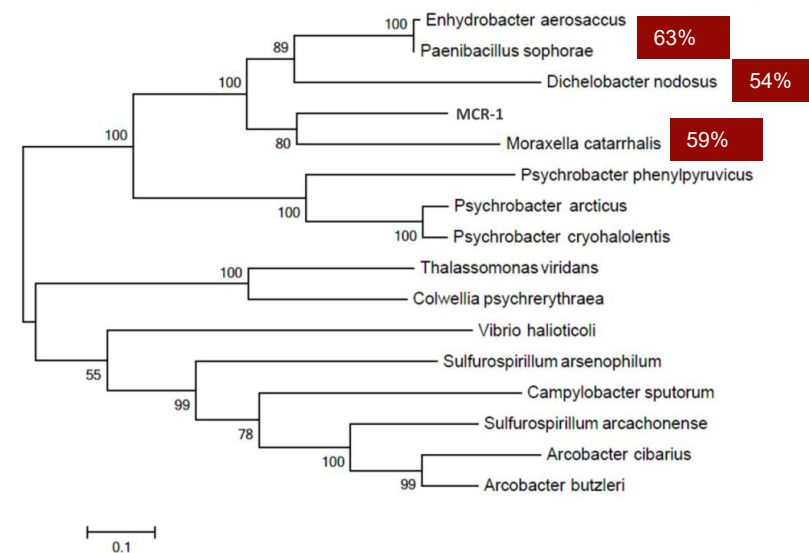 100
Enhydrobacter aerosaccus
63%
89
Paenibacillus sophorae
100
Dichelobacter nodosus
54%
MCR-1
100
80
Moraxella catarrhalis
59%
Psychrobacter phenylpyruvicus
100
Psychrobacter arcticus
100
Psychrobacter cryohalolentis
100
Thalassomonas viridans
Colwellia psychrerythraea
Vibrio halioticoli
55
Sulfurospirillum arsenophilum
99
Campylobacter sputorum
78
Sulfurospirillum arcachonense
100
Arcobacter cibarius
99
Arcobacter butzleri
0.1